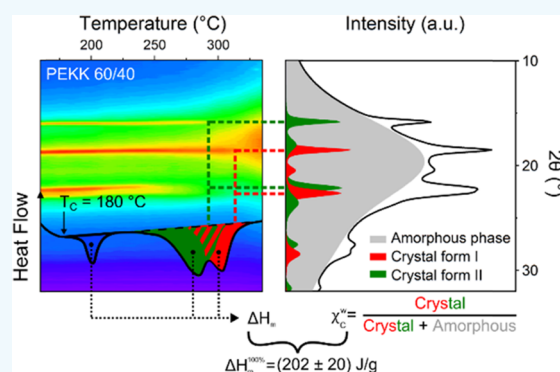 Temperature (°C)
200 250 300
PEKK 60/40
Heat Flow
T_C = 180 °C
Intensity (a.u.)
10
20
30
2θ (°)
Amorphous phase
Crystal form I
Crystal form II
ΔH_m
χ_C^w = Crystal
Crystal + Amorphous
ΔH_m^100% = (202 ± 20) J/g